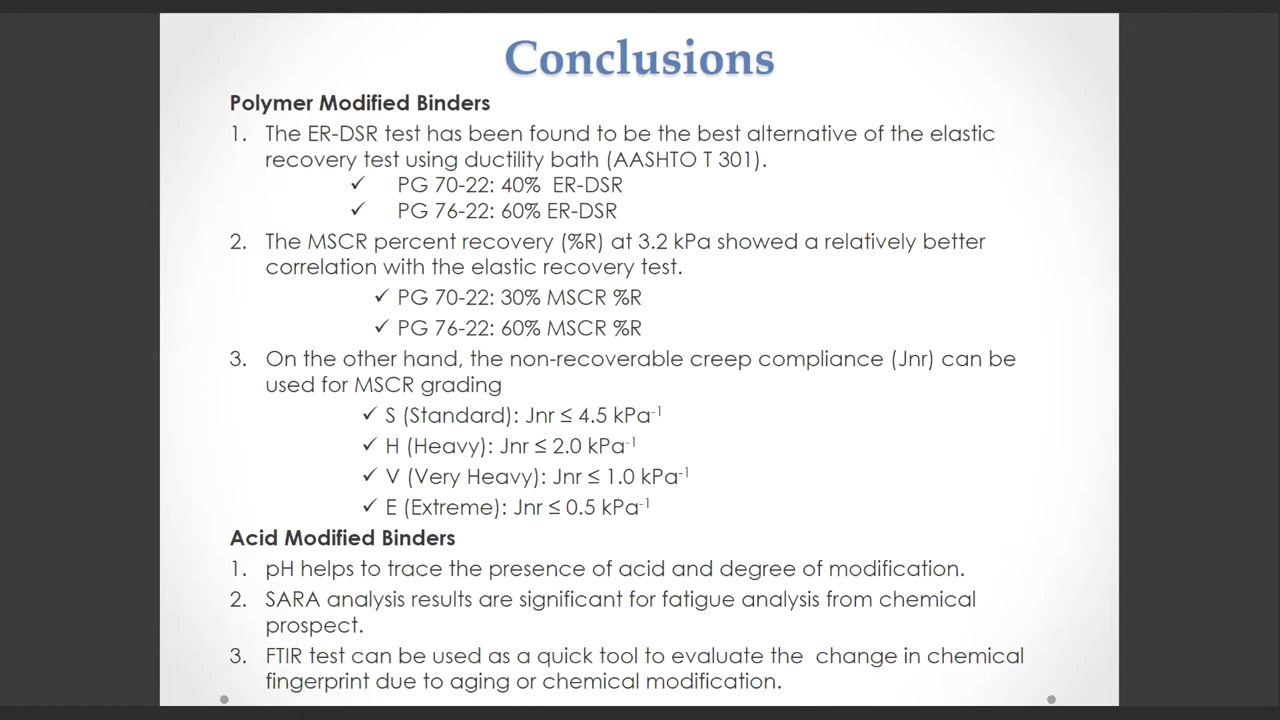 Conclusions
Polymer Modified Binders
1. The ER-DSR test has been found to be the best alternative of the elastic
recovery test using ductility bath (AASHTO T 301).
✓ PG 70-22: 40% ER-DSR
✓ PG 76-22: 60% ER-DSR
2. The MSCR percent recovery (%R) at 3.2 kPa showed a relatively better
correlation with the elastic recovery test.
✓ PG 70-22: 30% MSCR %R
✓ PG 76-22: 60% MSCR %R
3. On the other hand, the non-recoverable creep compliance (Jnr) can be
used for MSCR grading
✓ S (Standard): Jnr ≤ 4.5 kPa⁻¹
✓ H (Heavy): Jnr ≤ 2.0 kPa⁻¹
✓ V (Very Heavy): Jnr ≤ 1.0 kPa⁻¹
✓ E (Extreme): Jnr ≤ 0.5 kPa⁻¹
Acid Modified Binders
1. pH helps to trace the presence of acid and degree of modification.
2. SARA analysis results are significant for fatigue analysis from chemical
prospect.
3. FTIR test can be used as a quick tool to evaluate the change in chemical
fingerprint due to aging or chemical modification.